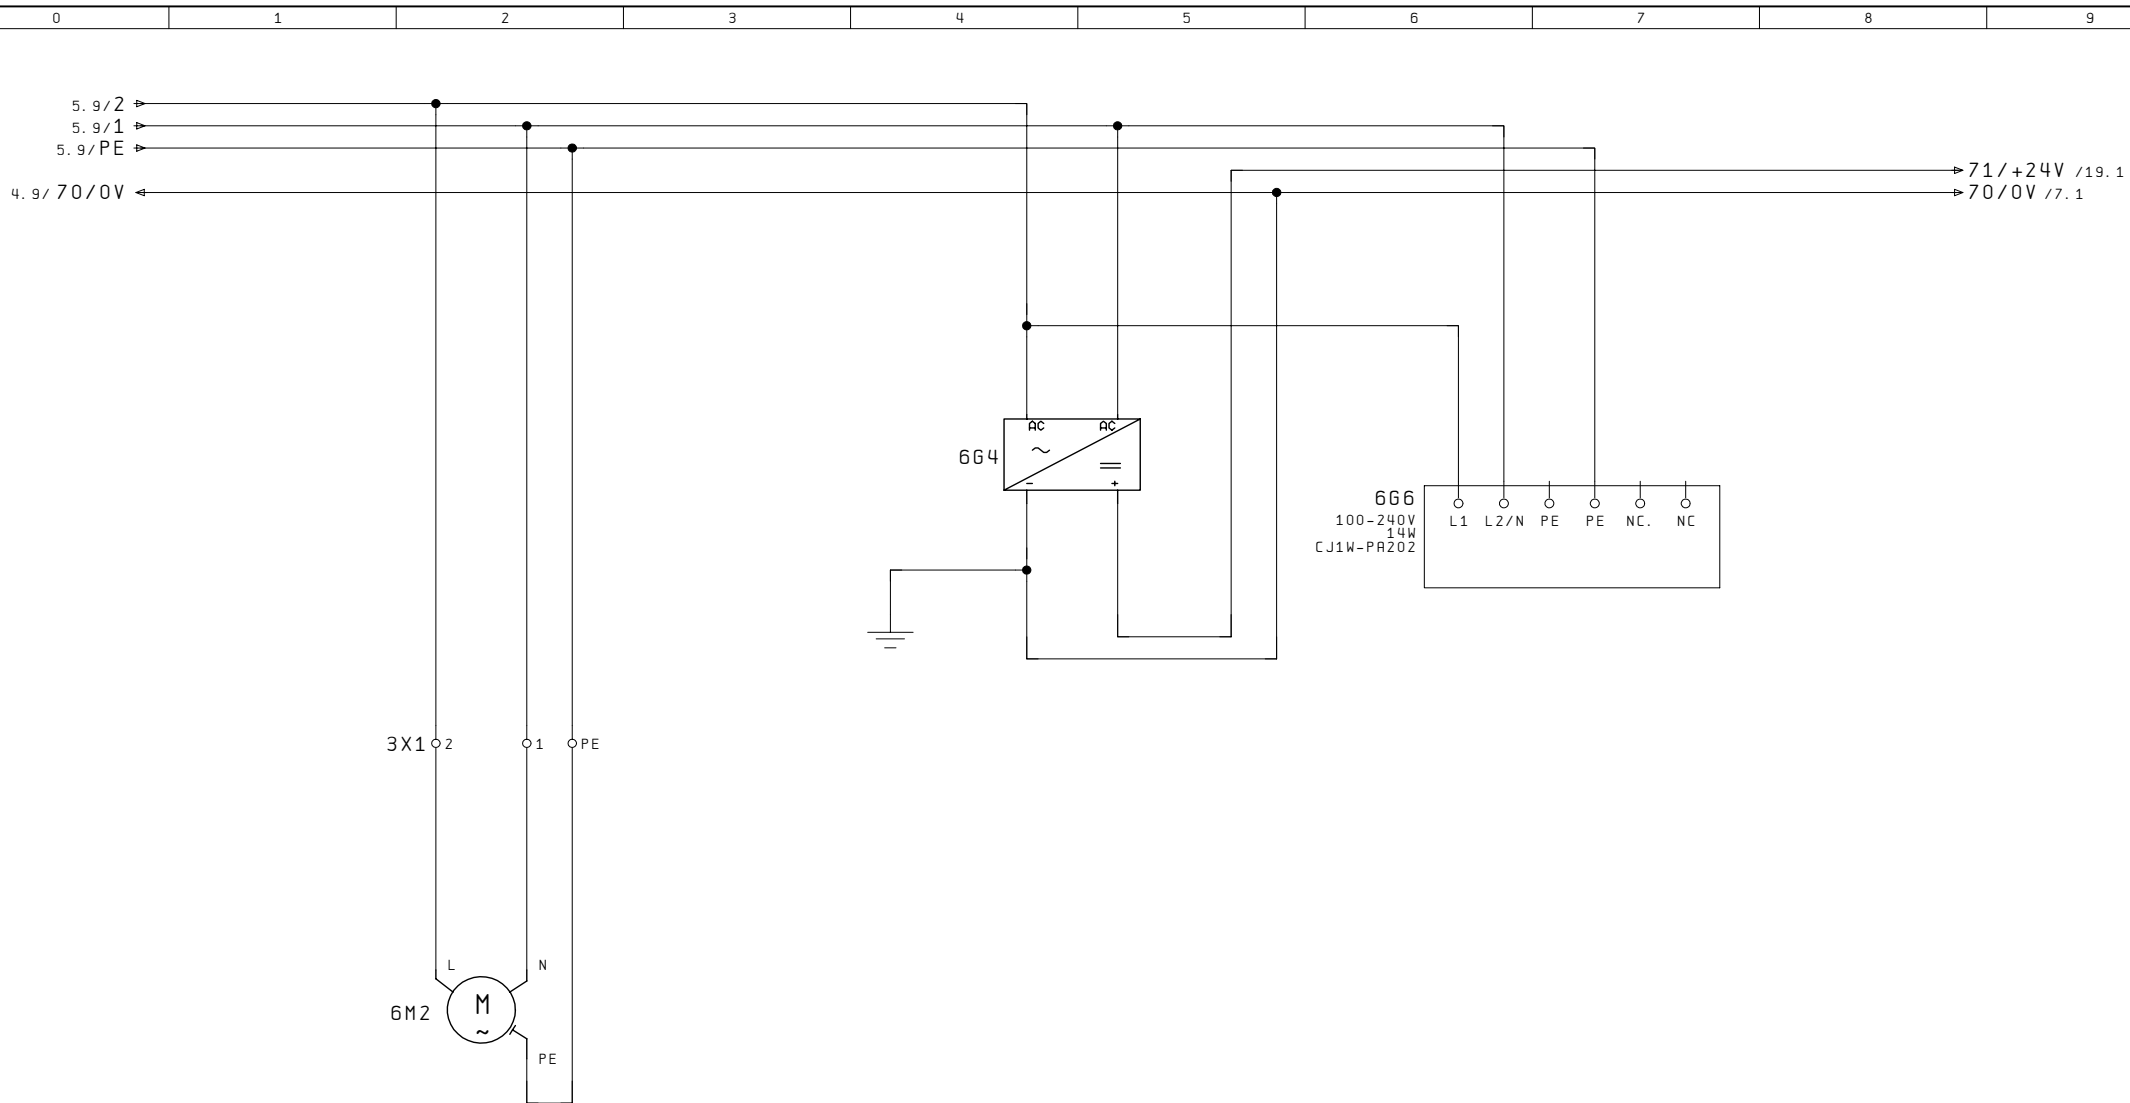 0 1 2 3 4 5 6 7 8 9
5.9/2
5.9/1
5.9/PE
71/+24V /19.1
4.9/70/0V
70/0V /7.1
AC AC
6G4
- +
6G6
100-240V
14W
CJ1W-PA202
L1 L2/N PE PE NC. NC
3X1 2 1 PE
L N
6M2
M
~
PE